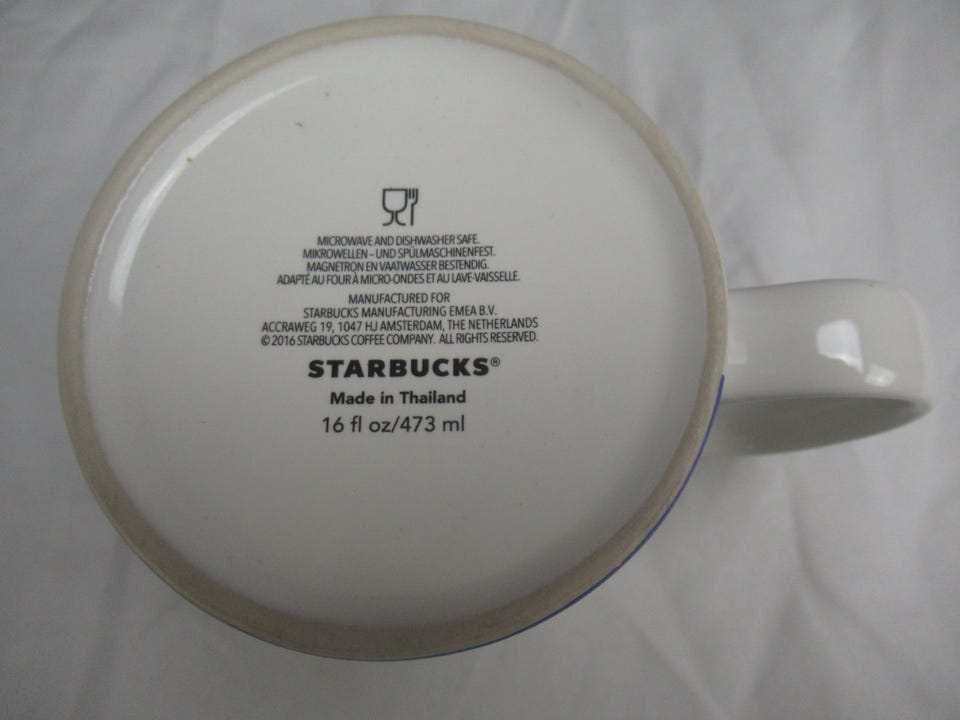 MICROWAVE AND DISHWASHER SAFE.
MIKROWELLEN - UND SPÜLMASCHINENFEST.
MAGNETRON EN VAATWASSER BESTENDIG.
ADAPTÉ AU FOUR À MICRO-ONDES ET AU LAVE-VAISSELLE.
MANUFACTURED FOR
STARBUCKS MANUFACTURING EMEA B.V.
ACCRAWEG 19, 1047 HJ AMSTERDAM, THE NETHERLANDS
© 2016 STARBUCKS COFFEE COMPANY. ALL RIGHTS RESERVED.
STARBUCKS®
Made in Thailand
16 fl oz/473 ml